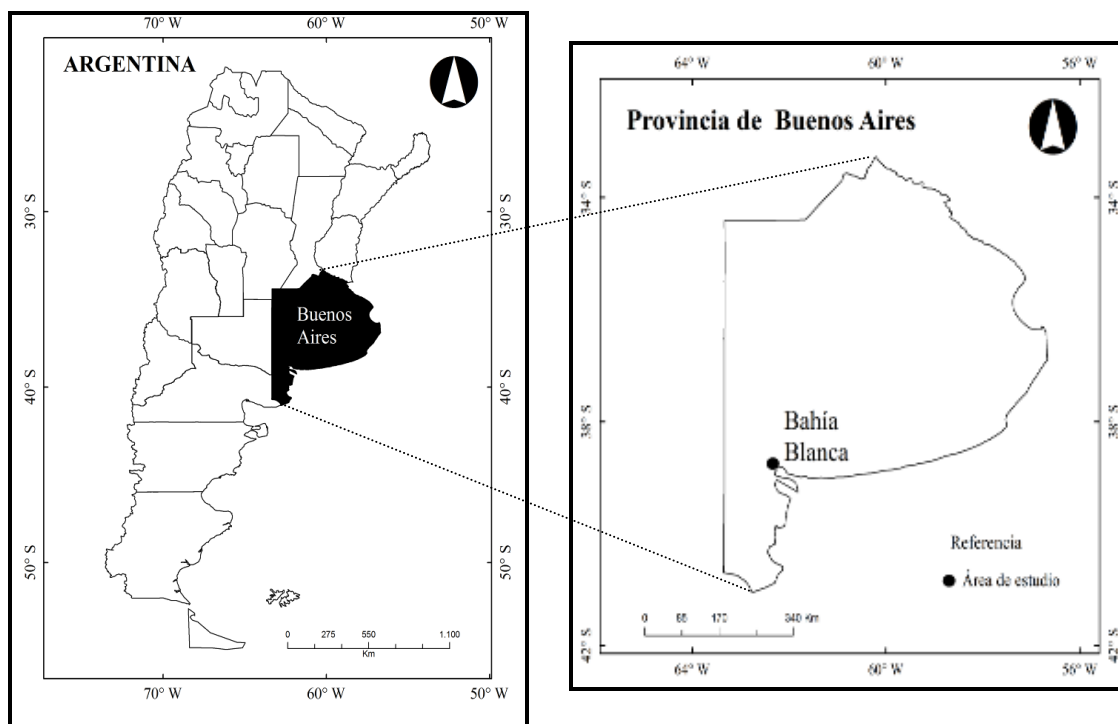 70° W 60° W 50° W
ARGENTINA
30° S
30° S
Buenos
Aires
40° S
40° S
50° S
50° S
0 275 550 1.100
Km
70° W 60° W 50° W
64° W 60° W 56° W
Provincia de Buenos Aires
34° S
34° S
Bahía
Blanca
38° S
38° S
Referencia
Área de estudio
0 85 170 340 Km
42° S
42° S
64° W 60° W 56° W